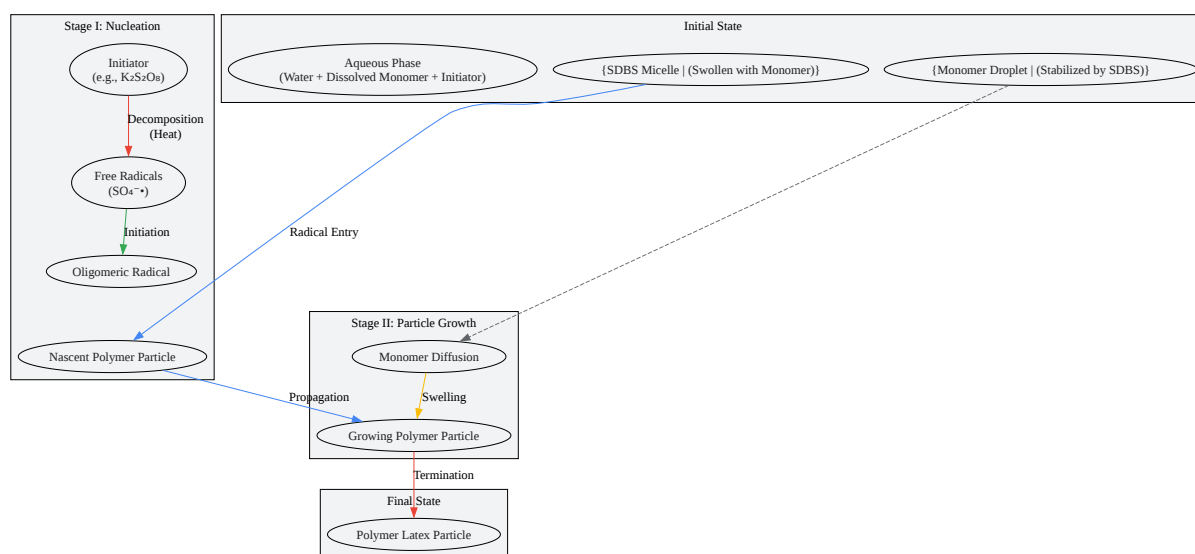 Stage I: Nucleation
Initiator
(e.g., K₂S₂O₈)
Decomposition
(Heat)
Free Radicals
(SO₄⁻•)
Initiation
Oligomeric Radical
Nascent Polymer Particle
Initial State
Aqueous Phase
(Water + Dissolved Monomer + Initiator)
{SDBS Micelle | (Swollen with Monomer)}
{Monomer Droplet | (Stabilized by SDBS)}
Radical Entry
Stage II: Particle Growth
Monomer Diffusion
Propagation
Swelling
Growing Polymer Particle
Termination
Final State
Polymer Latex Particle